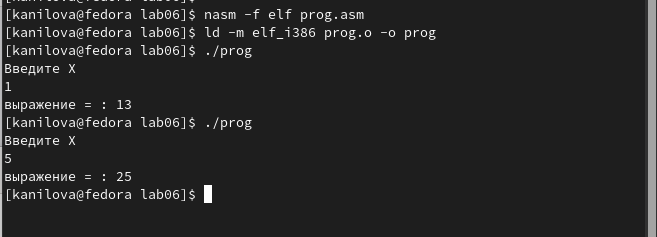 [kanilova@fedora lab06]$ nasm -f elf prog.asm
[kanilova@fedora lab06]$ ld -m elf_i386 prog.o -o prog
[kanilova@fedora lab06]$ ./prog
Введите X
1
выражение = : 13
[kanilova@fedora lab06]$ ./prog
Введите X
5
выражение = : 25
[kanilova@fedora lab06]$